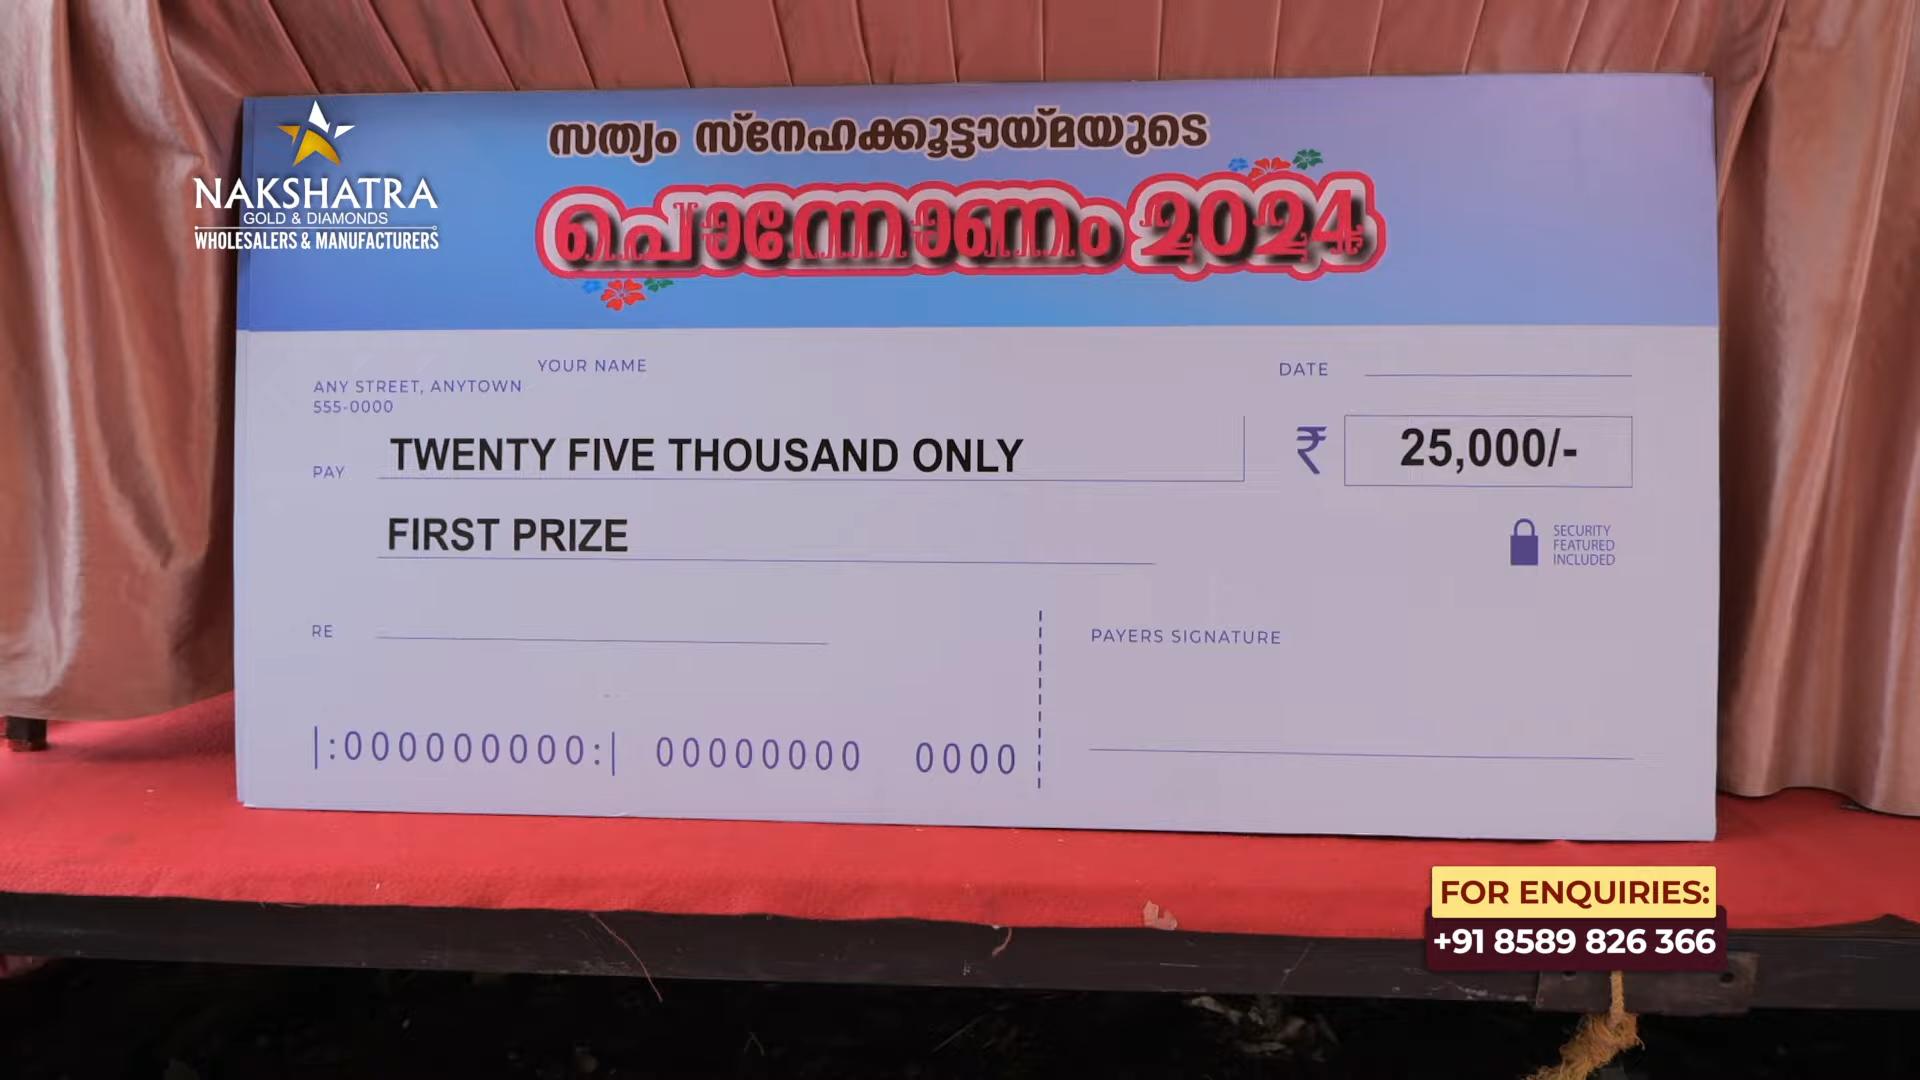 NAKSHATRA
GOLD & DIAMONDS
WHOLESALERS & MANUFACTURERS
സത്യം സ്നേഹക്കൂട്ടായ്മയുടെ
പൊന്നോണം 2024
YOUR NAME
ANY STREET, ANYTOWN
555-0000
DATE
PAY TWENTY FIVE THOUSAND ONLY
₹ 25,000/-
FIRST PRIZE
SECURITY
FEATURED
INCLUDED
RE
PAYERS SIGNATURE
|:000000000:| 00000000 0000
FOR ENQUIRIES:
+91 8589 826 366